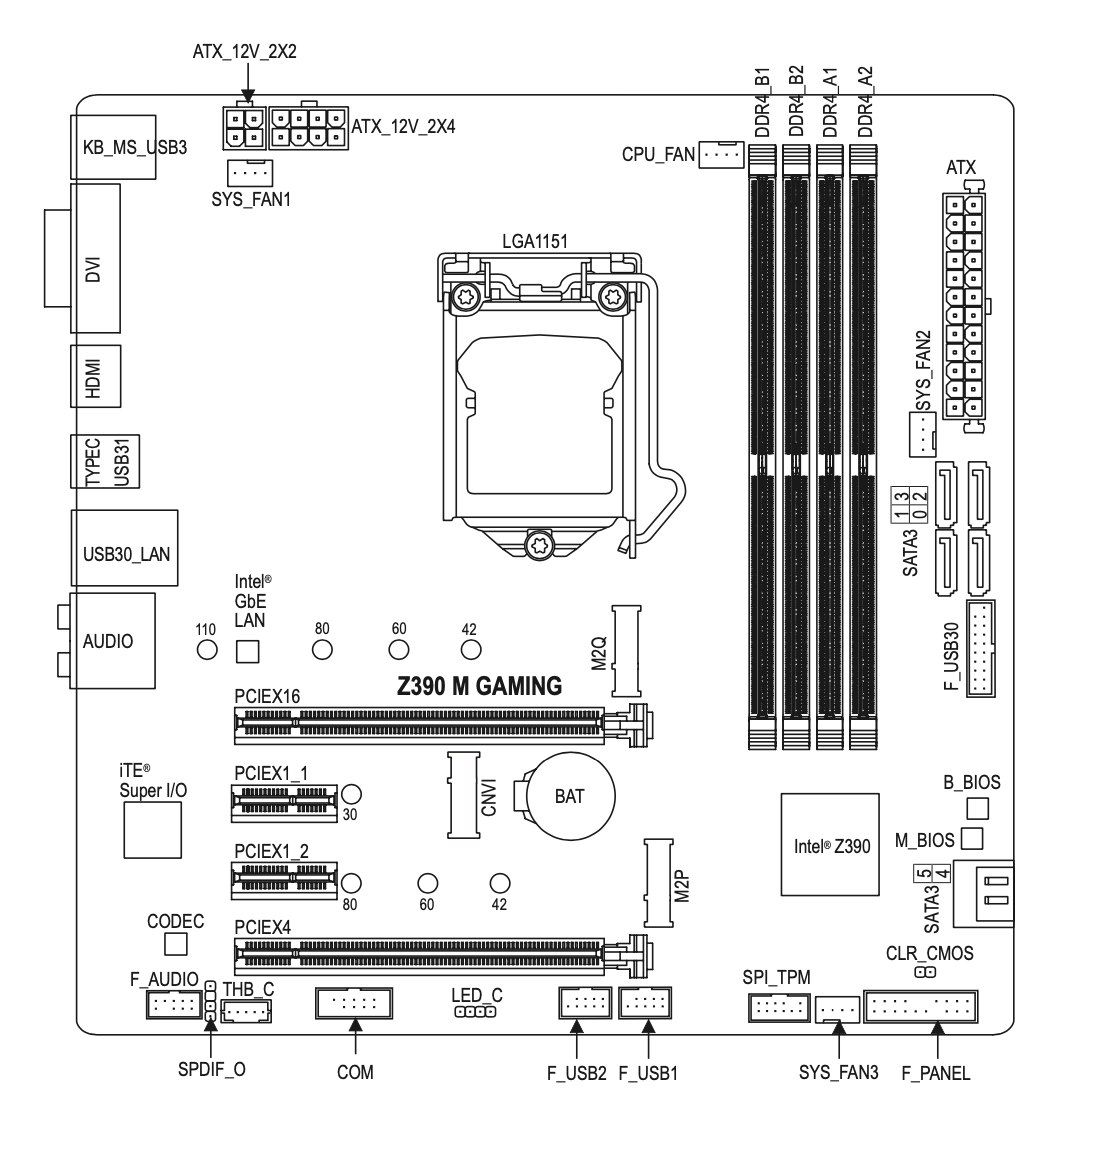 ATX_12V_2X2
DDR4_B1
DDR4_B2
DDR4_A1
DDR4_A2
KB_MS_USB3
ATX_12V_2X4
CPU_FAN
ATX
SYS_FAN1
LGA1151
DVI
HDMI
SYS_FAN2
TYPEC
USB31
3 2
1 0
SATA3
USB30_LAN
Intel®
GbE
LAN
AUDIO
110
80
60
42
M2Q
F_USB30
Z390 M GAMING
PCIEX16
iTE®
Super I/O
PCIEX1_1
30
CNVI
BAT
B_BIOS
M_BIOS
Intel® Z390
PCIEX1_2
80
60
42
M2P
5 4
SATA3
CODEC
PCIEX4
CLR_CMOS
F_AUDIO
THB_C
LED_C
SPI_TPM
SPDIF_O
COM
F_USB2
F_USB1
SYS_FAN3
F_PANEL